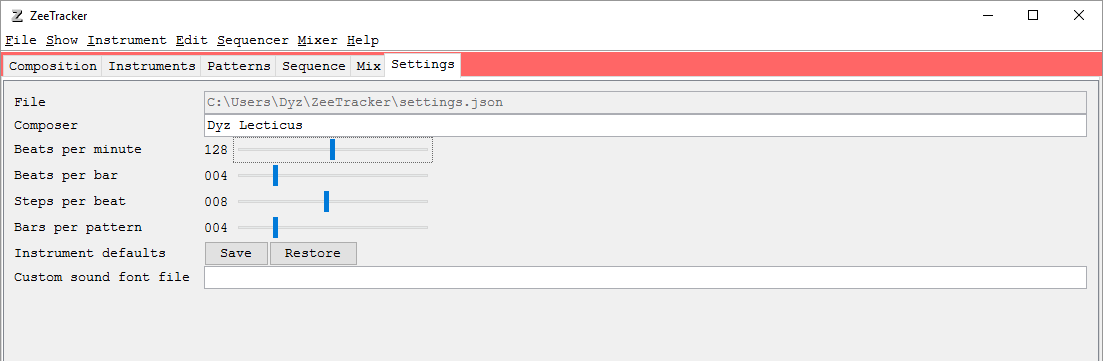 ZeeTracker
File Show Instrument Edit Sequencer Mixer Help
Composition Instruments Patterns Sequence Mix Settings
File C:\Users\Dyz\ZeeTracker\settings.json
Composer Dyz Lecticus
Beats per minute 128
Beats per bar 004
Steps per beat 008
Bars per pattern 004
Instrument defaults Save Restore
Custom sound font file